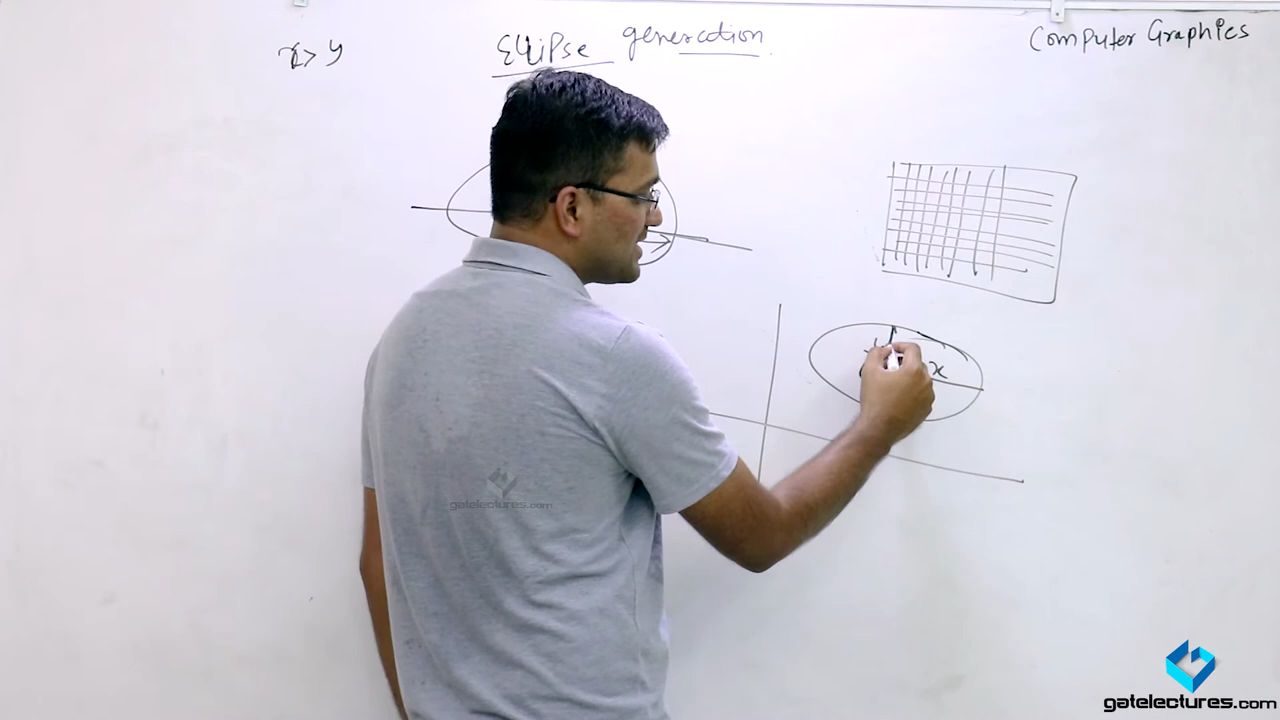 x > y
Ellipse generation.
Computer Graphics
x
gatelectures.com
gatelectures.com